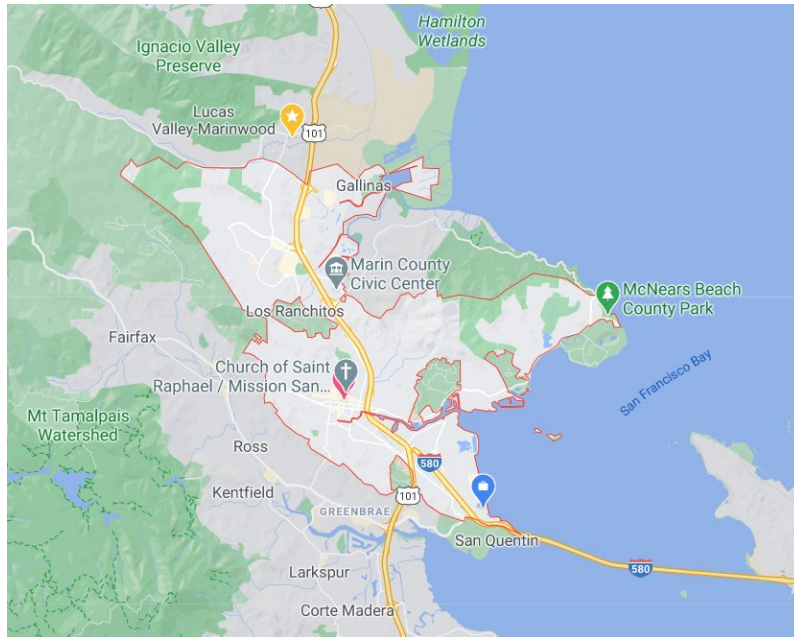 Hamilton
Wetlands
Ignacio Valley
Preserve
Lucas
Valley-Marinwood
101
Gallinas
Marin County
Civic Center
McNears Beach
County Park
Los Ranchitos
Fairfax
Church of Saint
Raphael / Mission San...
San Francisco Bay
Mt Tamalpais
Watershed
Ross
580
Kentfield
101
GREENBRAE
San Quentin
580
Larkspur
Corte Madera